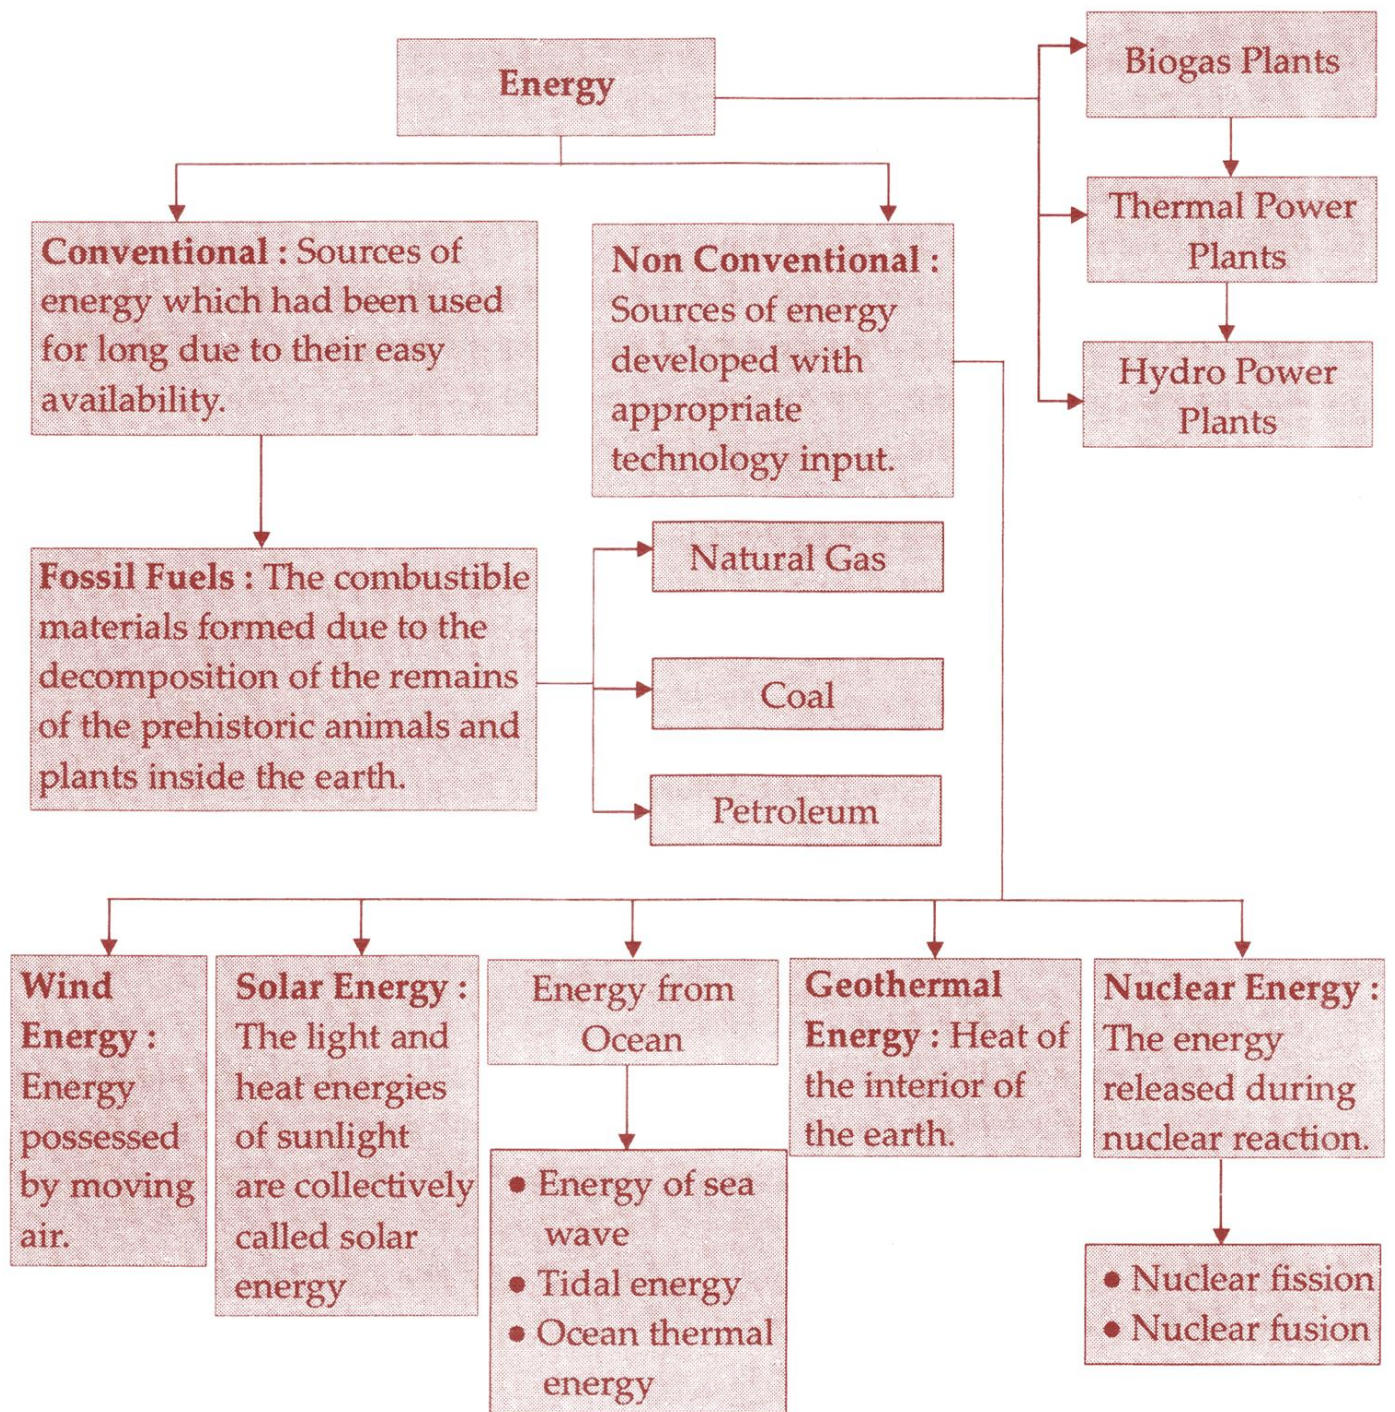 Energy
Biogas Plants
Thermal Power
Plants
Hydro Power
Plants
Conventional : Sources of
energy which had been used
for long due to their easy
availability.
Non Conventional :
Sources of energy
developed with
appropriate
technology input.
Fossil Fuels : The combustible
materials formed due to the
decomposition of the remains
of the prehistoric animals and
plants inside the earth.
Natural Gas
Coal
Petroleum
Wind
Energy :
Energy
possessed
by moving
air.
Solar Energy :
The light and
heat energies
of sunlight
are collectively
called solar
energy
Energy from
Ocean
• Energy of sea
wave
• Tidal energy
• Ocean thermal
energy
Geothermal
Energy : Heat of
the interior of
the earth.
Nuclear Energy :
The energy
released during
nuclear reaction.
• Nuclear fission
• Nuclear fusion